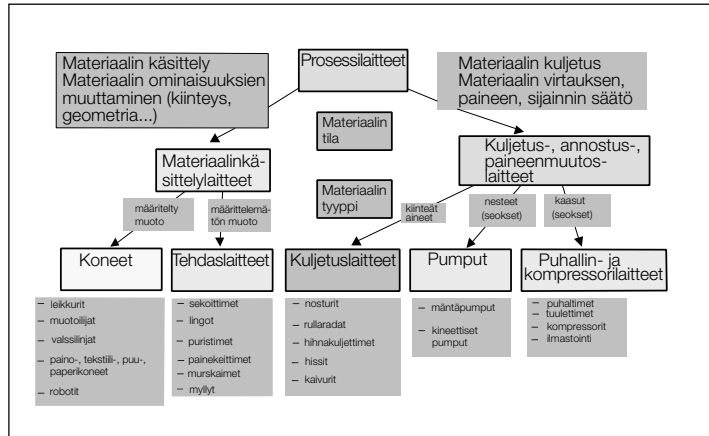 Materiaalin käsittely
Materiaalin ominaisuuksien
muuttaminen (kiinteys,
geometria...)
Prosessilaitteet
Materiaalin kuljetus
Materiaalin virtauksen,
paineen, sijainnin säätö
Materiaalin
tila
Materiaalinkä-
sittelylaitteet
Kuljetus-, annostus-,
paineenmuutos-
laitteet
Materiaalin
tyyppi
määritelty
muoto
määrittelemä-
tön muoto
kiinteät
aineet
nesteet
(seokset)
kaasut
(seokset)
Koneet
Tehdaslaitteet
Kuljetuslaitteet
Pumput
Puhallin- ja
kompressorilaitteet
– leikkurit
– muotoilijat
– valssilinjat
– paino-, tekstiili-, puu-,
paperikoneet
– robotit
– sekoittimet
– lingot
– puristimet
– painekeittimet
– murskaimet
– myllyt
– nosturit
– rullaradat
– hihnakuljettimet
– hissit
– kaivurit
– mäntäpumput
– kineettiset
pumput
– puhaltimet
– tuulettimet
– kompressorit
– ilmastointi